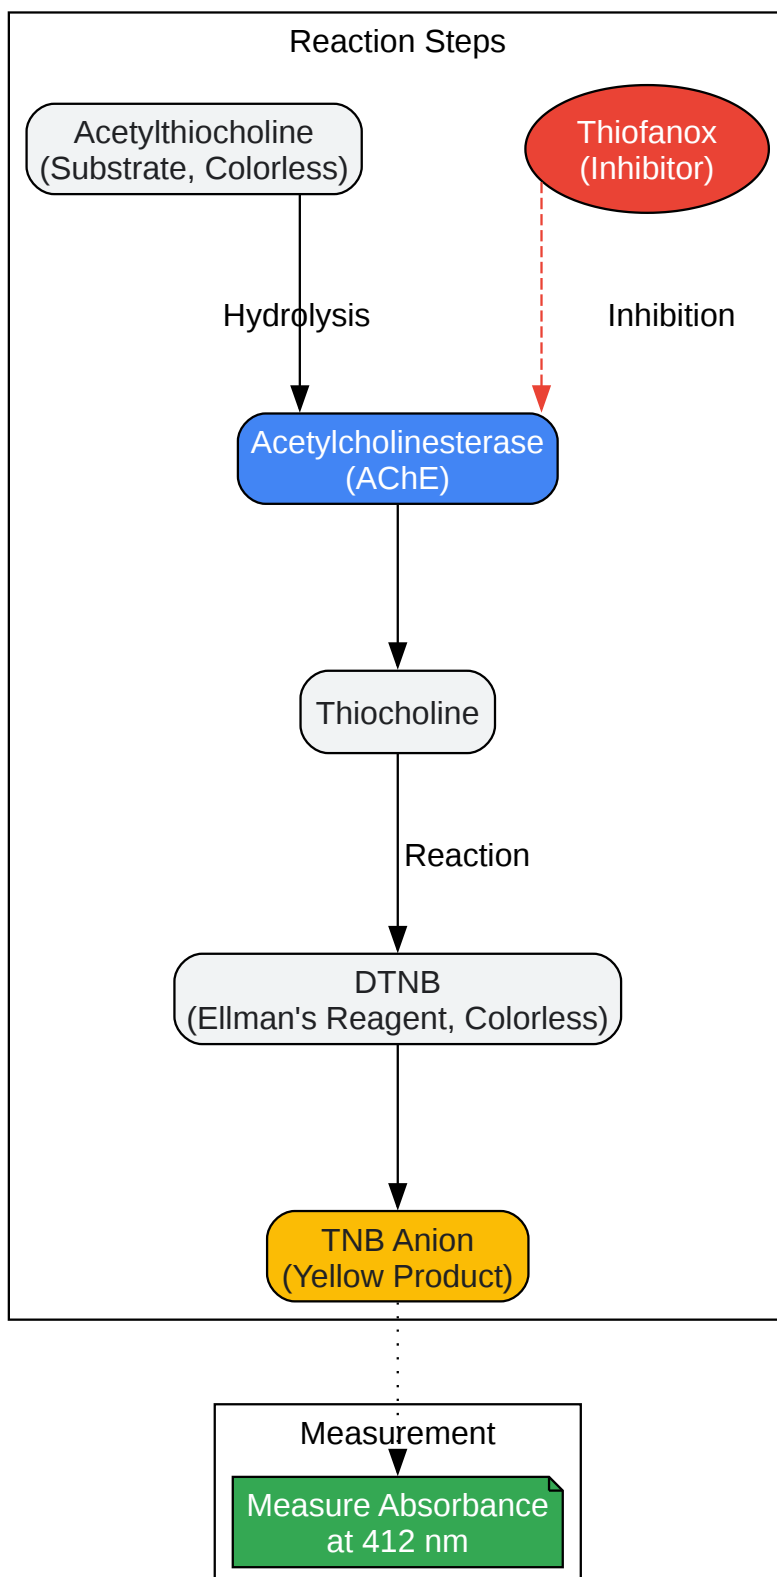 Reaction Steps
Acetylthiocholine
(Substrate, Colorless)
Thiofanox
(Inhibitor)
Hydrolysis
Inhibition
Acetylcholinesterase
(AChE)
Thiocholine
Reaction
DTNB
(Ellman's Reagent, Colorless)
TNB Anion
(Yellow Product)
Measurement
Measure Absorbance
at 412 nm